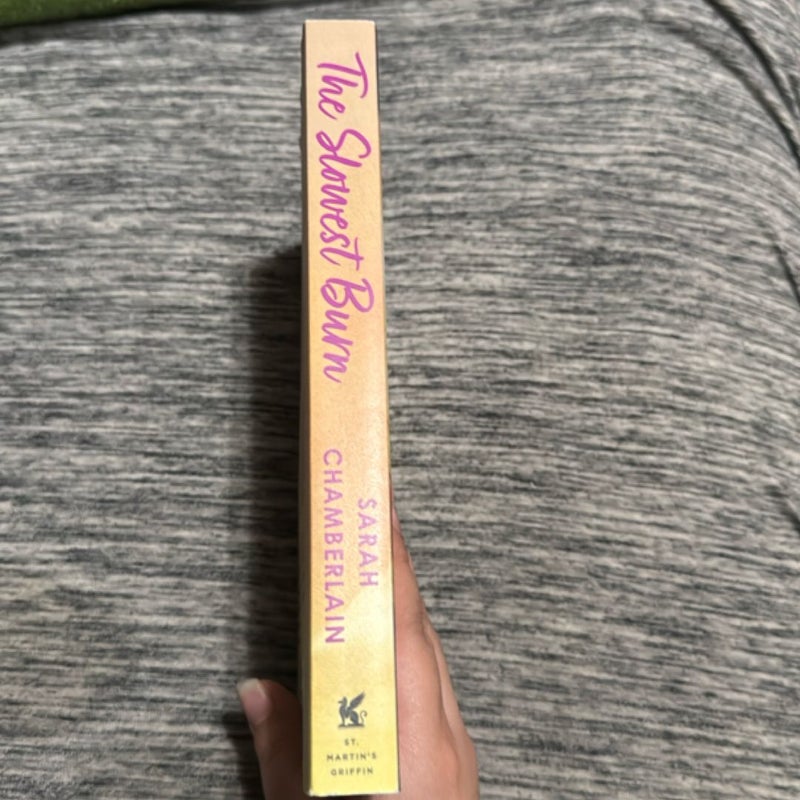 The Slowest Burn
SARAH
CHAMBERLAIN
ST.
MARTIN'S
GRIFFIN